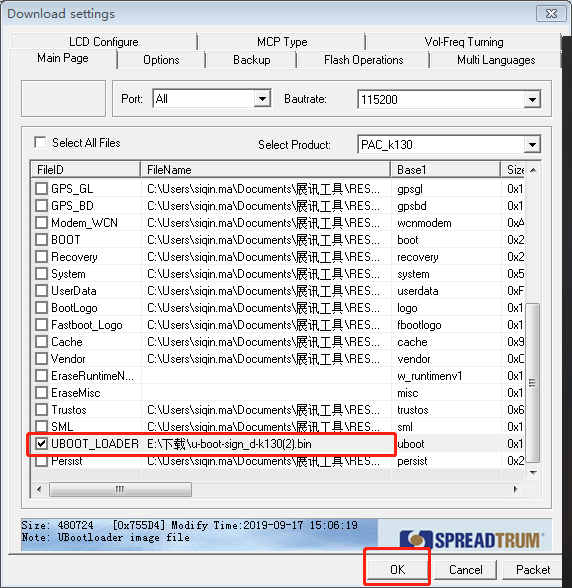 Download settings
LCD Configure MCP Type Vol-Freq Turning
Main Page Options Backup Flash Operations Multi Languages
Port: All Bautrate: 115200
Select All Files Select Product: PAC_k130
FileID FileName Base1 Size
GPS_GL C:\Users\siqin.ma\Documents\展讯工具\RES... gpsgl 0x1
GPS_BD C:\Users\siqin.ma\Documents\展讯工具\RES... gpsbd 0x1
Modem_WCN C:\Users\siqin.ma\Documents\展讯工具\RES... wcnmodem 0xA
BOOT C:\Users\siqin.ma\Documents\展讯工具\RES... boot 0x2
Recovery C:\Users\siqin.ma\Documents\展讯工具\RES... recovery 0x2
System C:\Users\siqin.ma\Documents\展讯工具\RES... system 0x5
UserData C:\Users\siqin.ma\Documents\展讯工具\RES... userdata 0xF
BootLogo C:\Users\siqin.ma\Documents\展讯工具\RES... logo 0x1
Fastboot_Logo C:\Users\siqin.ma\Documents\展讯工具\RES... fbootlogo 0x1
Cache C:\Users\siqin.ma\Documents\展讯工具\RES... cache 0x9
Vendor C:\Users\siqin.ma\Documents\展讯工具\RES... vendor 0xC
EraseRuntimeN... w_runtimenv1 0x1
EraseMisc misc 0x1
Trustos C:\Users\siqin.ma\Documents\展讯工具\RES... trustos 0x6
SML C:\Users\siqin.ma\Documents\展讯工具\RES... sml 0x1
UBOOT_LOADER E:\下载\u-boot-sign_d-k130(2).bin uboot 0x1
Persist C:\Users\siqin.ma\Documents\展讯工具\RES... persist 0x2
Size: 480724 [0x755D4] Modify Time:2019-09-17 15:06:19
Note: UBootloader image file
SPREADTRUM
OK Cancel Packet